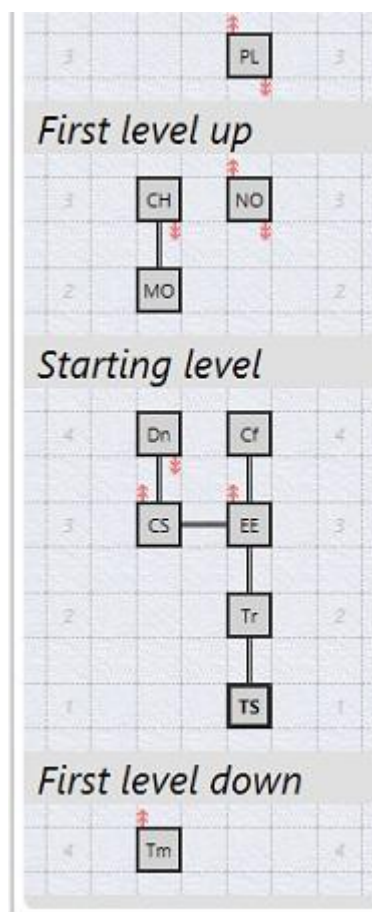 3 PL 3
First level up
3 CH NO 3
2 MO 2
Starting level
4 Dn Cf 4
3 CS EE 3
2 Tr 2
1 TS 1
First level down
4 Tm 4